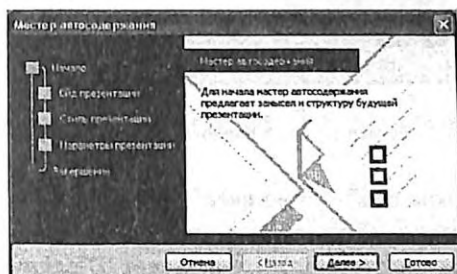 Мастер автосодержания
Мастер автосодержания
Начало
Вид презентации
Стиль презентации
Параметры презентации
Завершение
Для начала мастер автосодержания
предлагает замысел и структуру будущей
презентации.
Отмена
< Назад
Далее >
Готово